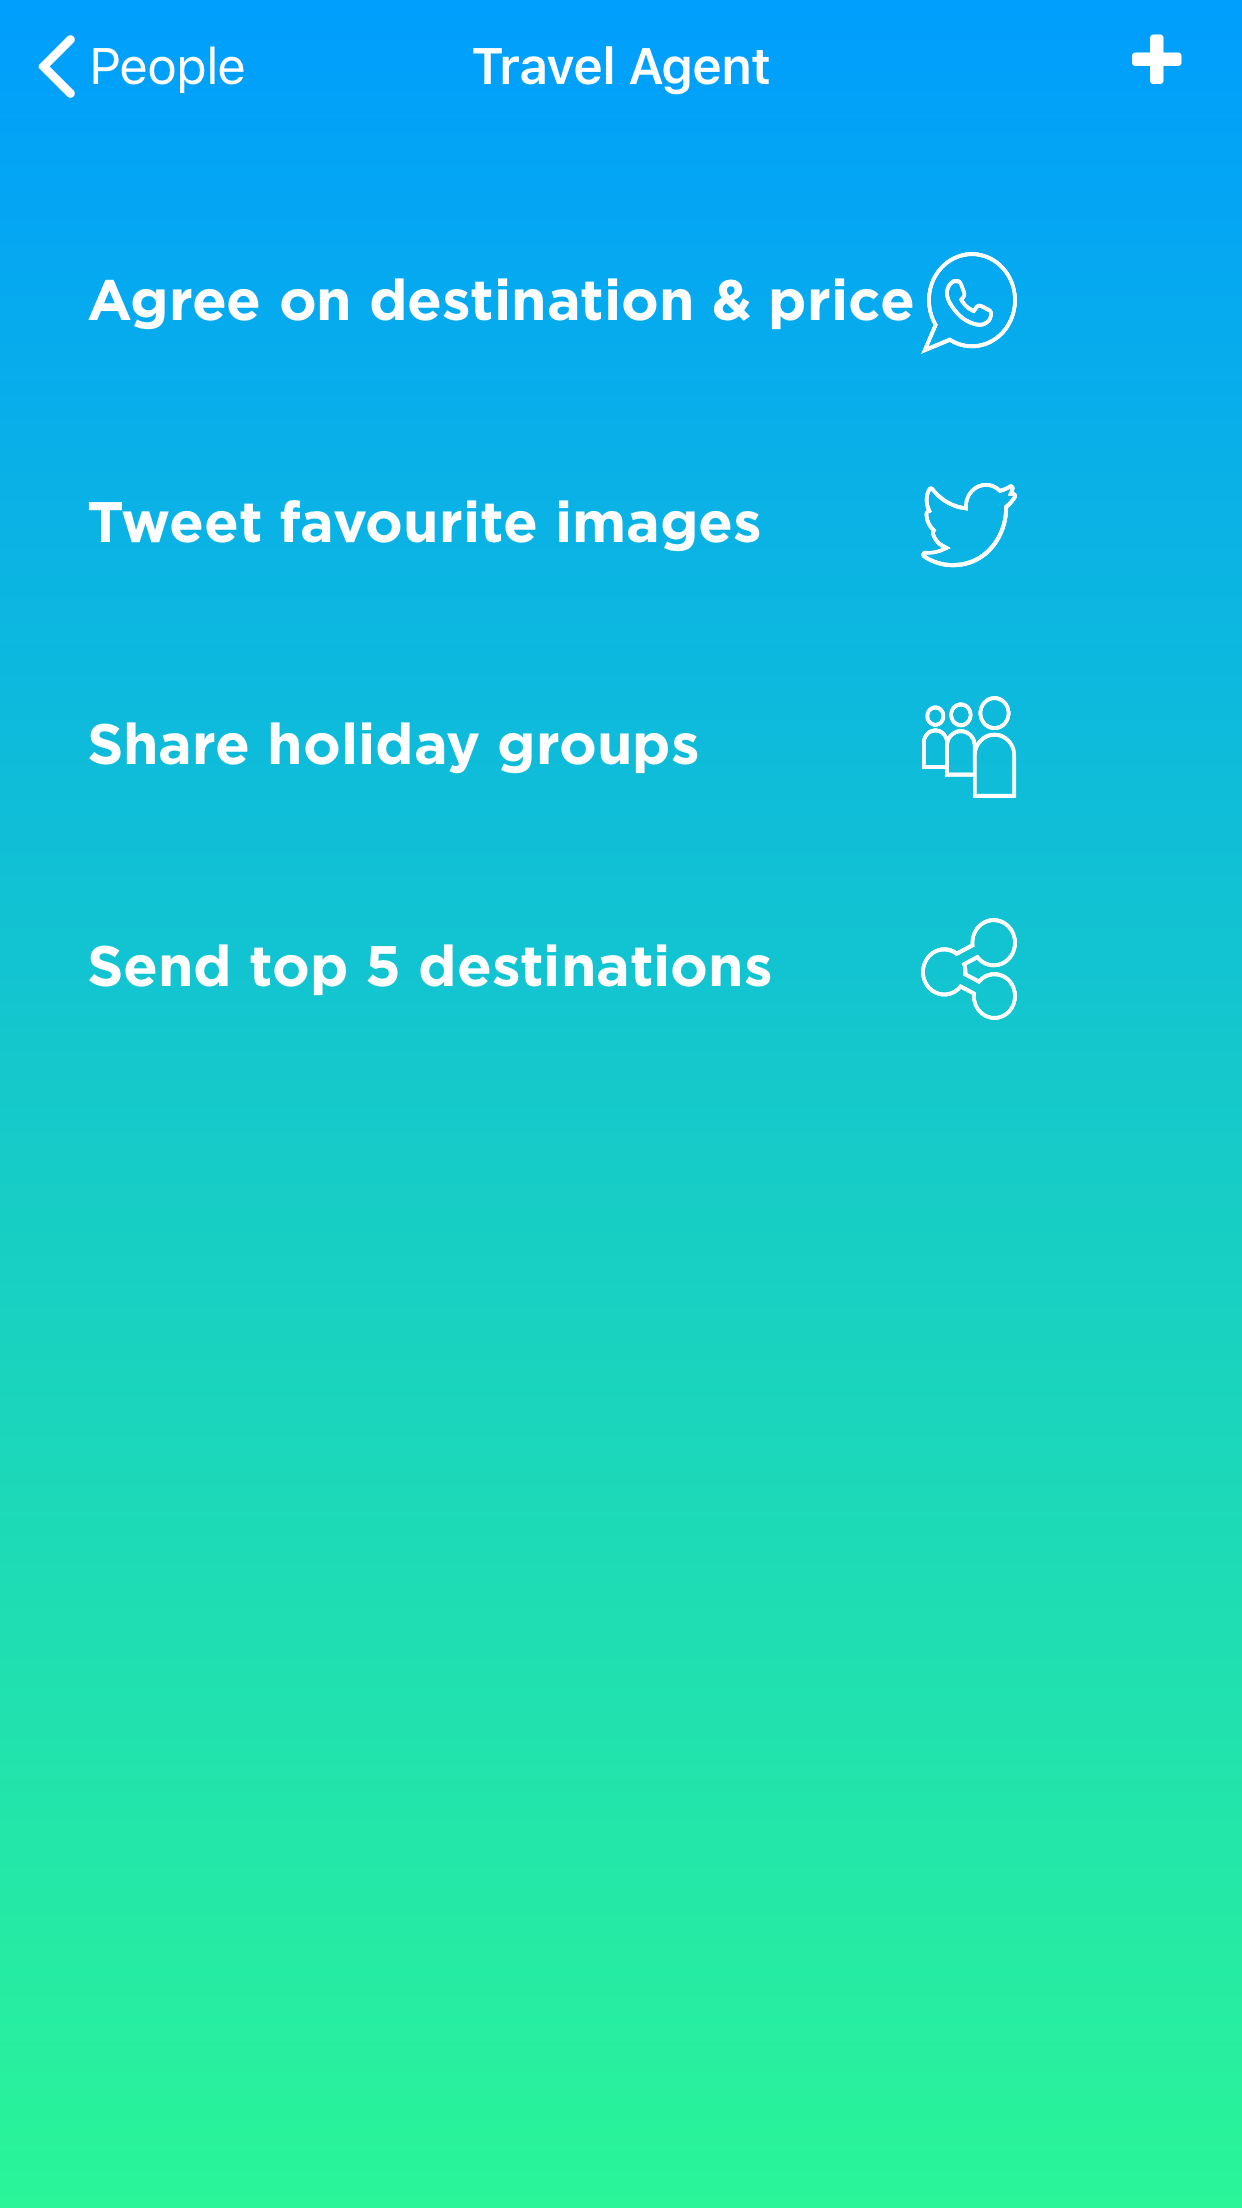 People
Travel Agent
Agree on destination & price
Tweet favourite images
Share holiday groups
Send top 5 destinations